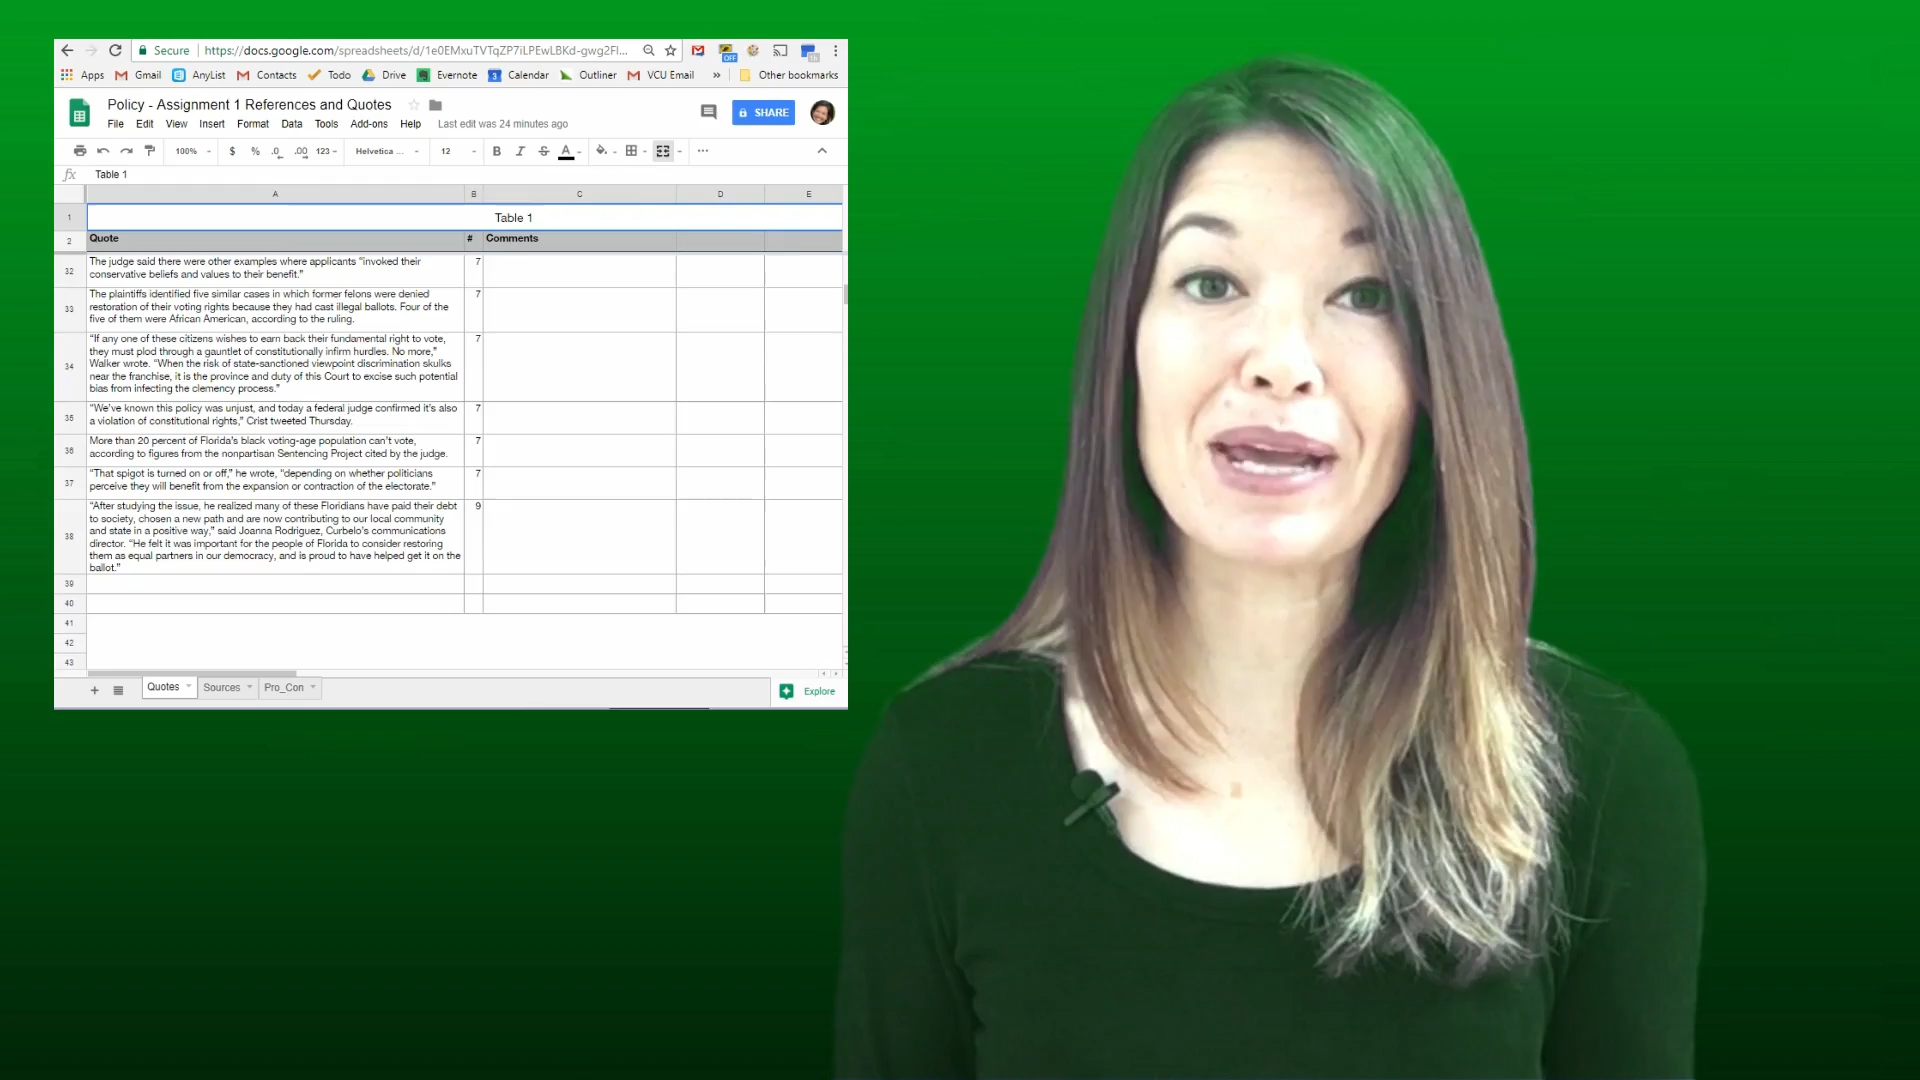 Secure https://docs.google.com/spreadsheets/d/1e0EMxuTVTqZP7iLPEwLBKd-gwg2Fl...
Apps Gmail AnyList Contacts Todo Drive Evernote Calendar Outliner VCU Email » Other bookmarks
Policy - Assignment 1 References and Quotes
File Edit View Insert Format Data Tools Add-ons Help Last edit was 24 minutes ago
SHARE
100% $ % .0 .00 123 Helvetica ... 12 B I S A ...
fx Table 1
A B C D E
1 Table 1
2 Quote # Comments
32 The judge said there were other examples where applicants “invoked their 7
conservative beliefs and values to their benefit.”
33 The plaintiffs identified five similar cases in which former felons were denied 7
restoration of their voting rights because they had cast illegal ballots. Four of the
five of them were African American, according to the ruling.
34 “If any one of these citizens wishes to earn back their fundamental right to vote, 7
they must plod through a gauntlet of constitutionally infirm hurdles. No more,”
Walker wrote. “When the risk of state-sanctioned viewpoint discrimination skulks
near the franchise, it is the province and duty of this Court to excise such potential
bias from infecting the clemency process.”
35 “We’ve known this policy was unjust, and today a federal judge confirmed it’s also 7
a violation of constitutional rights,” Crist tweeted Thursday.
36 More than 20 percent of Florida’s black voting-age population can’t vote, 7
according to figures from the nonpartisan Sentencing Project cited by the judge.
37 “That spigot is turned on or off,” he wrote, “depending on whether politicians 7
perceive they will benefit from the expansion or contraction of the electorate.”
38 “After studying the issue, he realized many of these Floridians have paid their debt 9
to society, chosen a new path and are now contributing to our local community
and state in a positive way,” said Joanna Rodriguez, Curbelo’s communications
director. “He felt it was important for the people of Florida to consider restoring
them as equal partners in our democracy, and is proud to have helped get it on the
ballot.”
39
40
41
42
43
Quotes Sources Pro_Con Explore